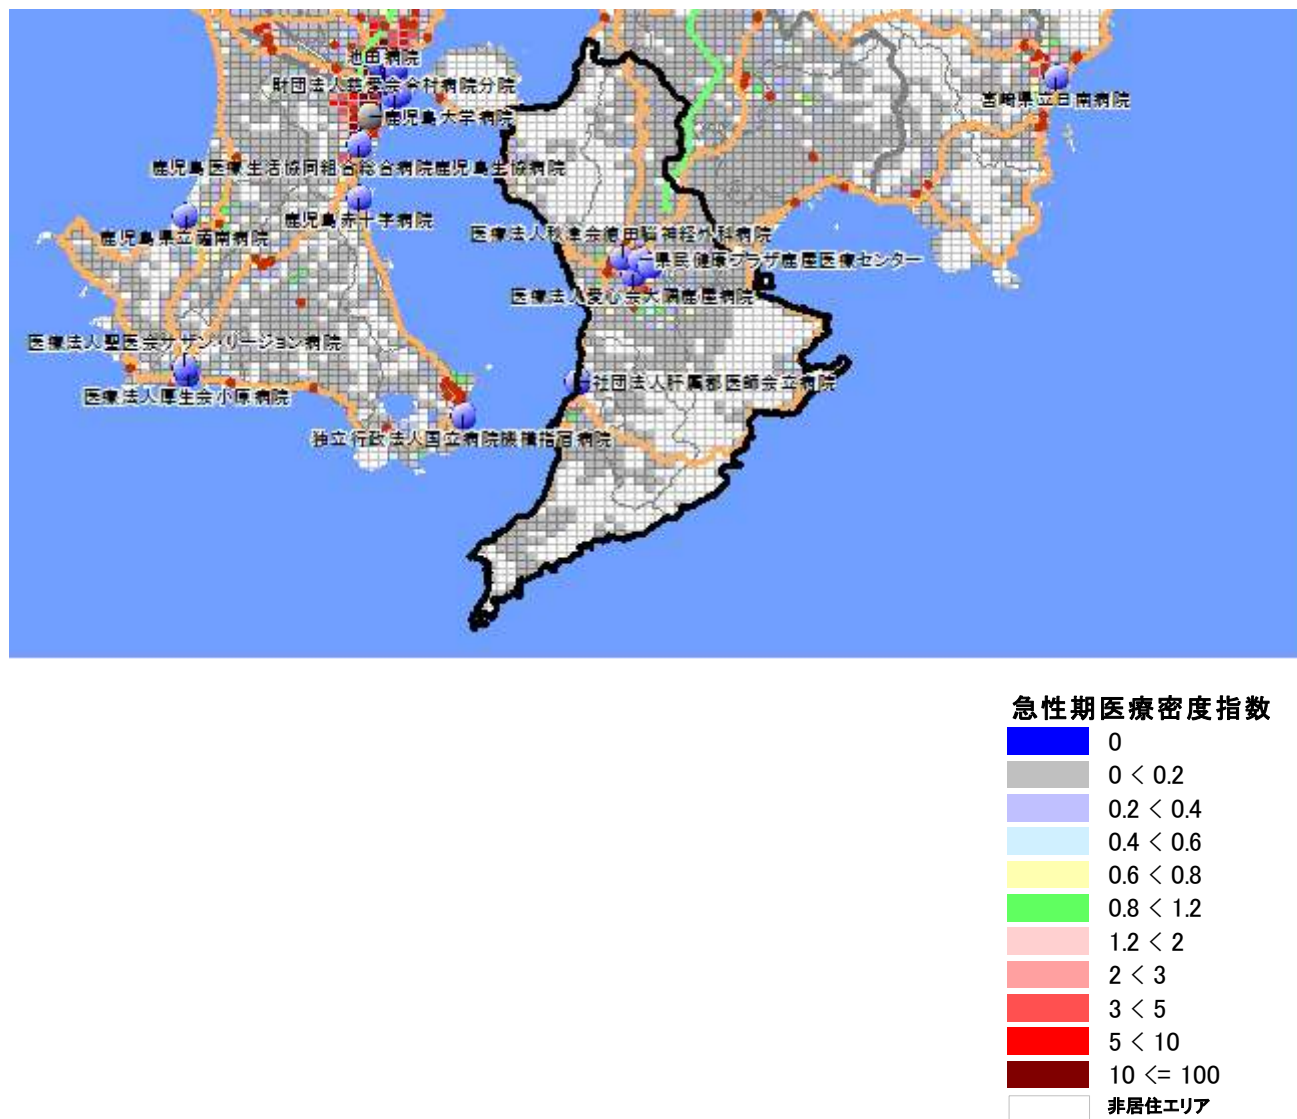 池田病院
財団法人慈愛会今村病院分院
宮崎県立日南病院
鹿児島大学病院
鹿児島医療生活協同組合総合病院鹿児島生協病院
鹿児島赤十字病院
鹿児島県立薩南病院
医療法人秋津会徳田脳神経外科病院
県民健康プラザ鹿屋医療センター
医療法人愛心会大隅鹿屋病院
医療法人聖医会サザン・リージョン病院
社団法人肝属郡医師会立病院
医療法人厚生会小原病院
独立行政法人国立病院機構指宿病院
急性期医療密度指数
0
0 < 0.2
0.2 < 0.4
0.4 < 0.6
0.6 < 0.8
0.8 < 1.2
1.2 < 2
2 < 3
3 < 5
5 < 10
10 <= 100
非居住エリア